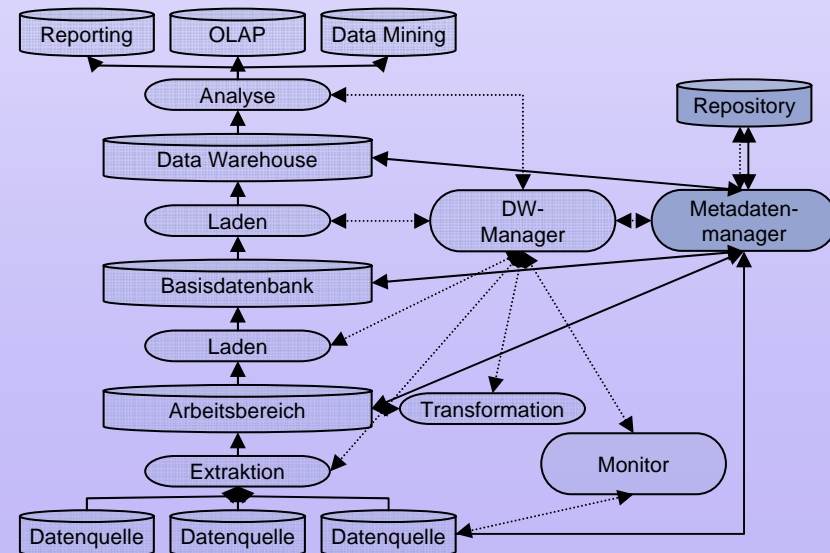 Reporting
OLAP
Data Mining
Analyse
Repository
Data Warehouse
Laden
DW-
Manager
Metadaten-
manager
Basisdatenbank
Laden
Arbeitsbereich
Transformation
Extraktion
Monitor
Datenquelle
Datenquelle
Datenquelle